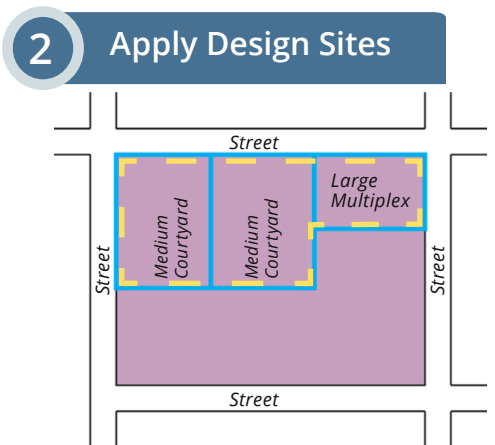 2
Apply Design Sites
Street
Large
Multiplex
Medium
Courtyard
Medium
Courtyard
Street
Street
Street